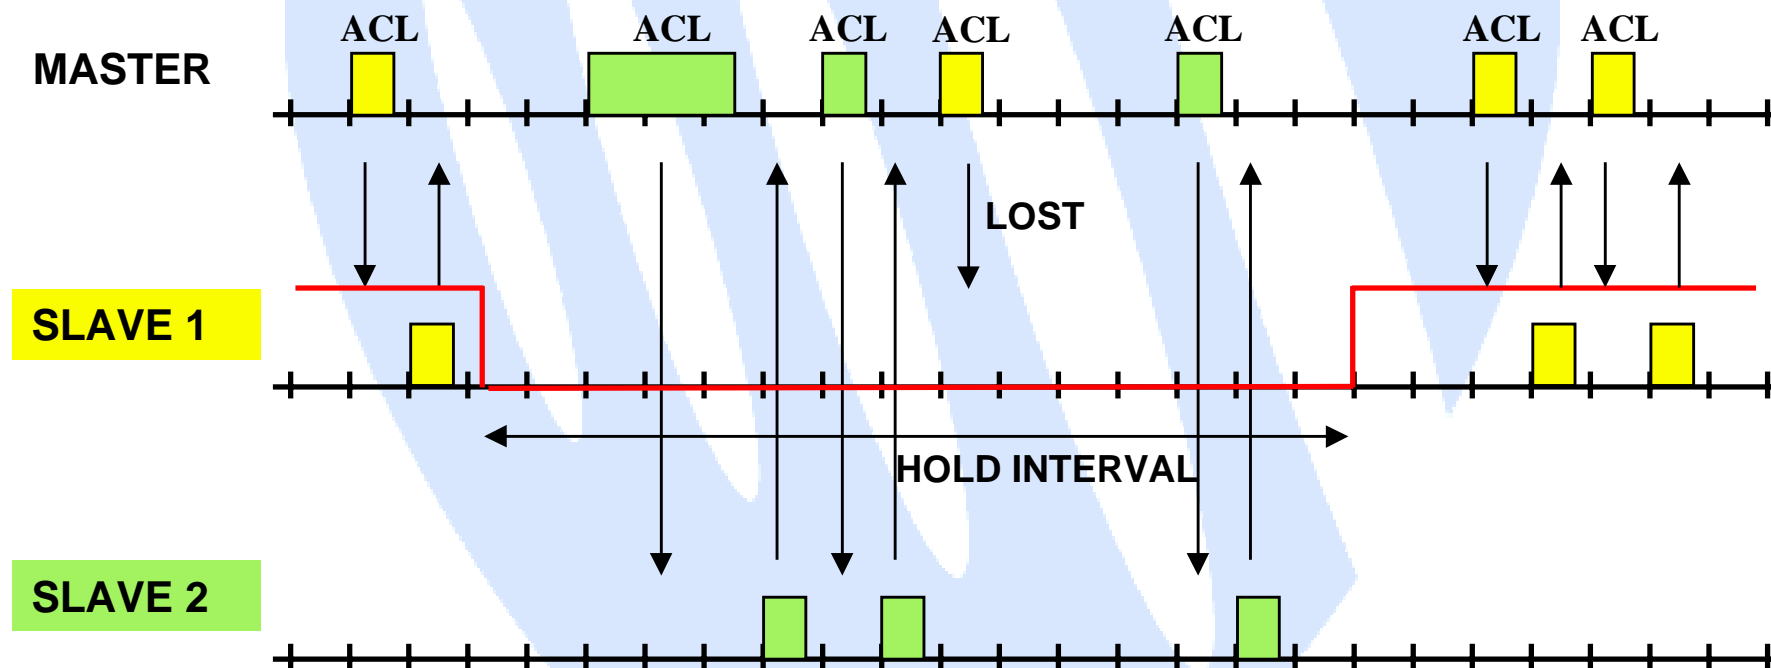 ACL ACL ACL ACL ACL ACL ACL
MASTER
LOST
SLAVE 1
HOLD INTERVAL
SLAVE 2